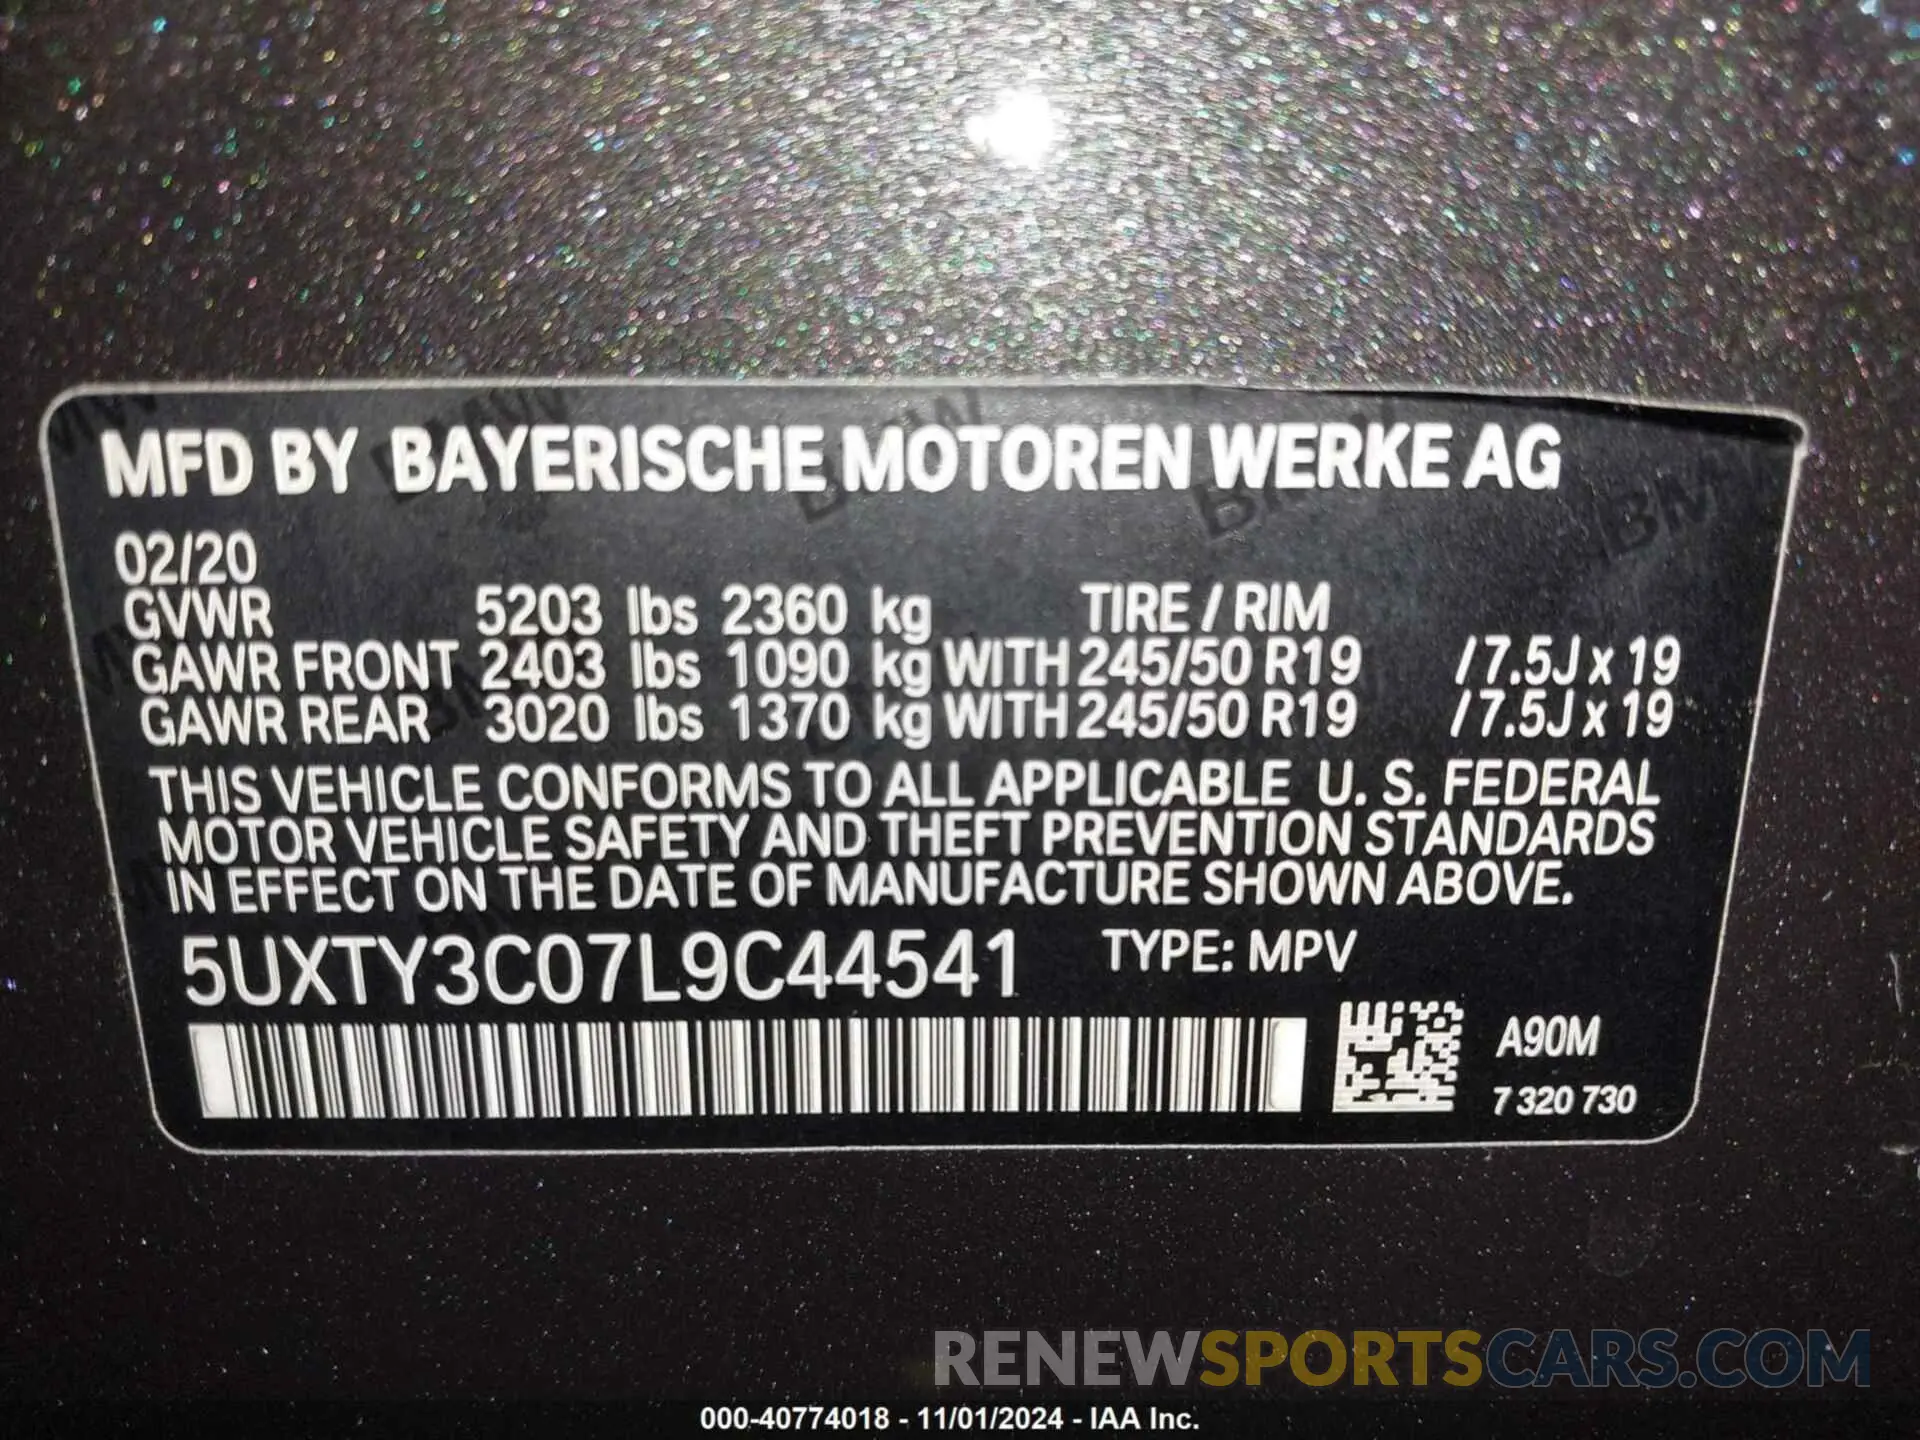 MFD BY BAYERISCHE MOTOREN WERKE AG
02/20
GVWR 5203 lbs 2360 kg TIRE / RIM
GAWR FRONT 2403 lbs 1090 kg WITH 245/50 R19 / 7.5J x 19
GAWR REAR 3020 lbs 1370 kg WITH 245/50 R19 / 7.5J x 19
THIS VEHICLE CONFORMS TO ALL APPLICABLE U. S. FEDERAL
MOTOR VEHICLE SAFETY AND THEFT PREVENTION STANDARDS
IN EFFECT ON THE DATE OF MANUFACTURE SHOWN ABOVE.
5UXTY3C07L9C44541 TYPE: MPV
A90M
7 320 730
RENEWSPORTSCARS.COM
000-40774018 - 11/01/2024 - IAA Inc.